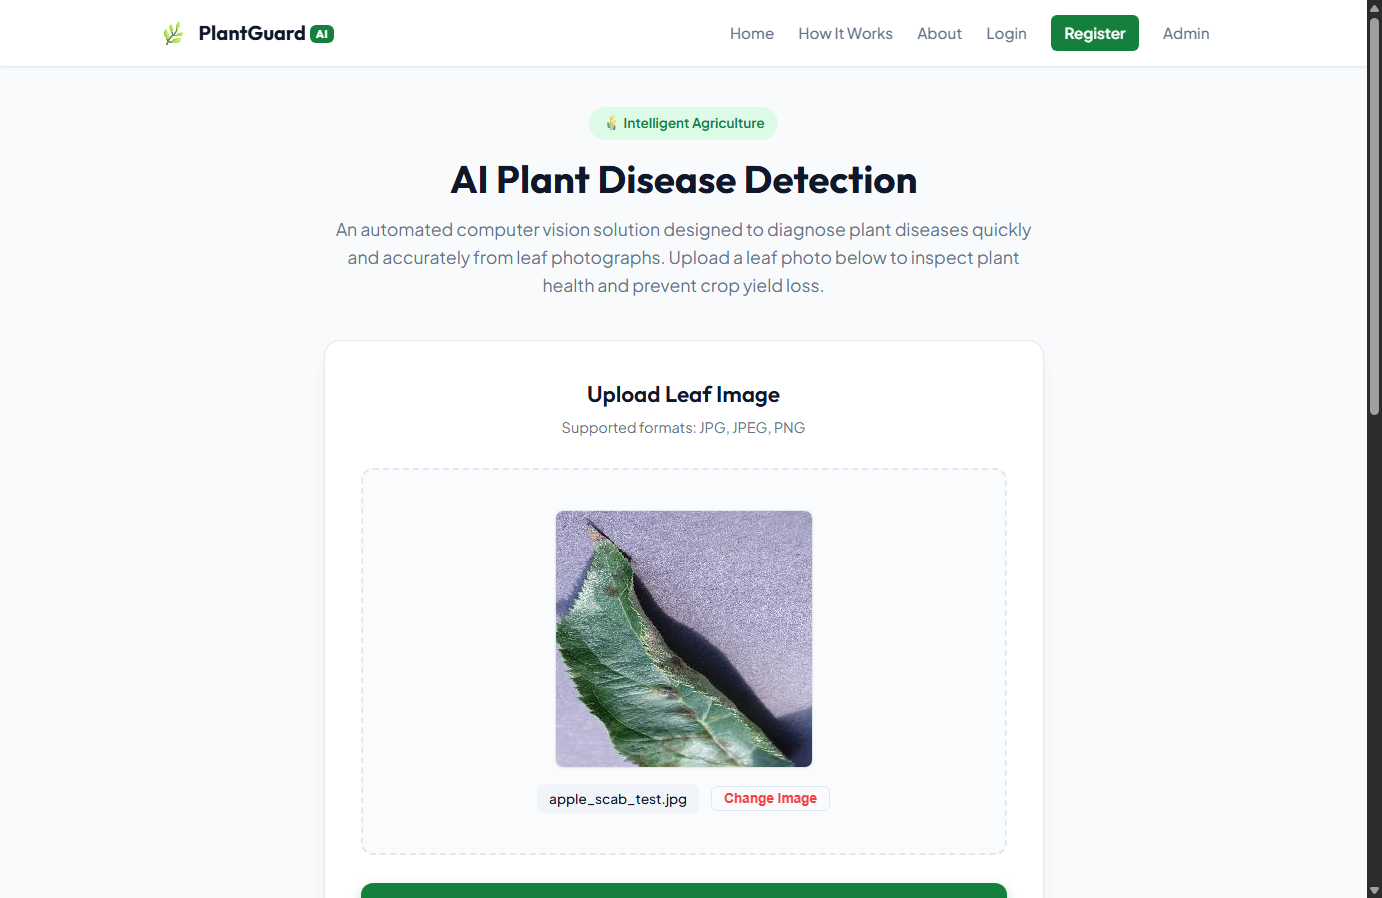 PlantGuard AI
Home
How It Works
About
Login
Register
Admin
Intelligent Agriculture
AI Plant Disease Detection
An automated computer vision solution designed to diagnose plant diseases quickly
and accurately from leaf photographs. Upload a leaf photo below to inspect plant
health and prevent crop yield loss.
Upload Leaf Image
Supported formats: JPG, JPEG, PNG
apple_scab_test.jpg
Change Image